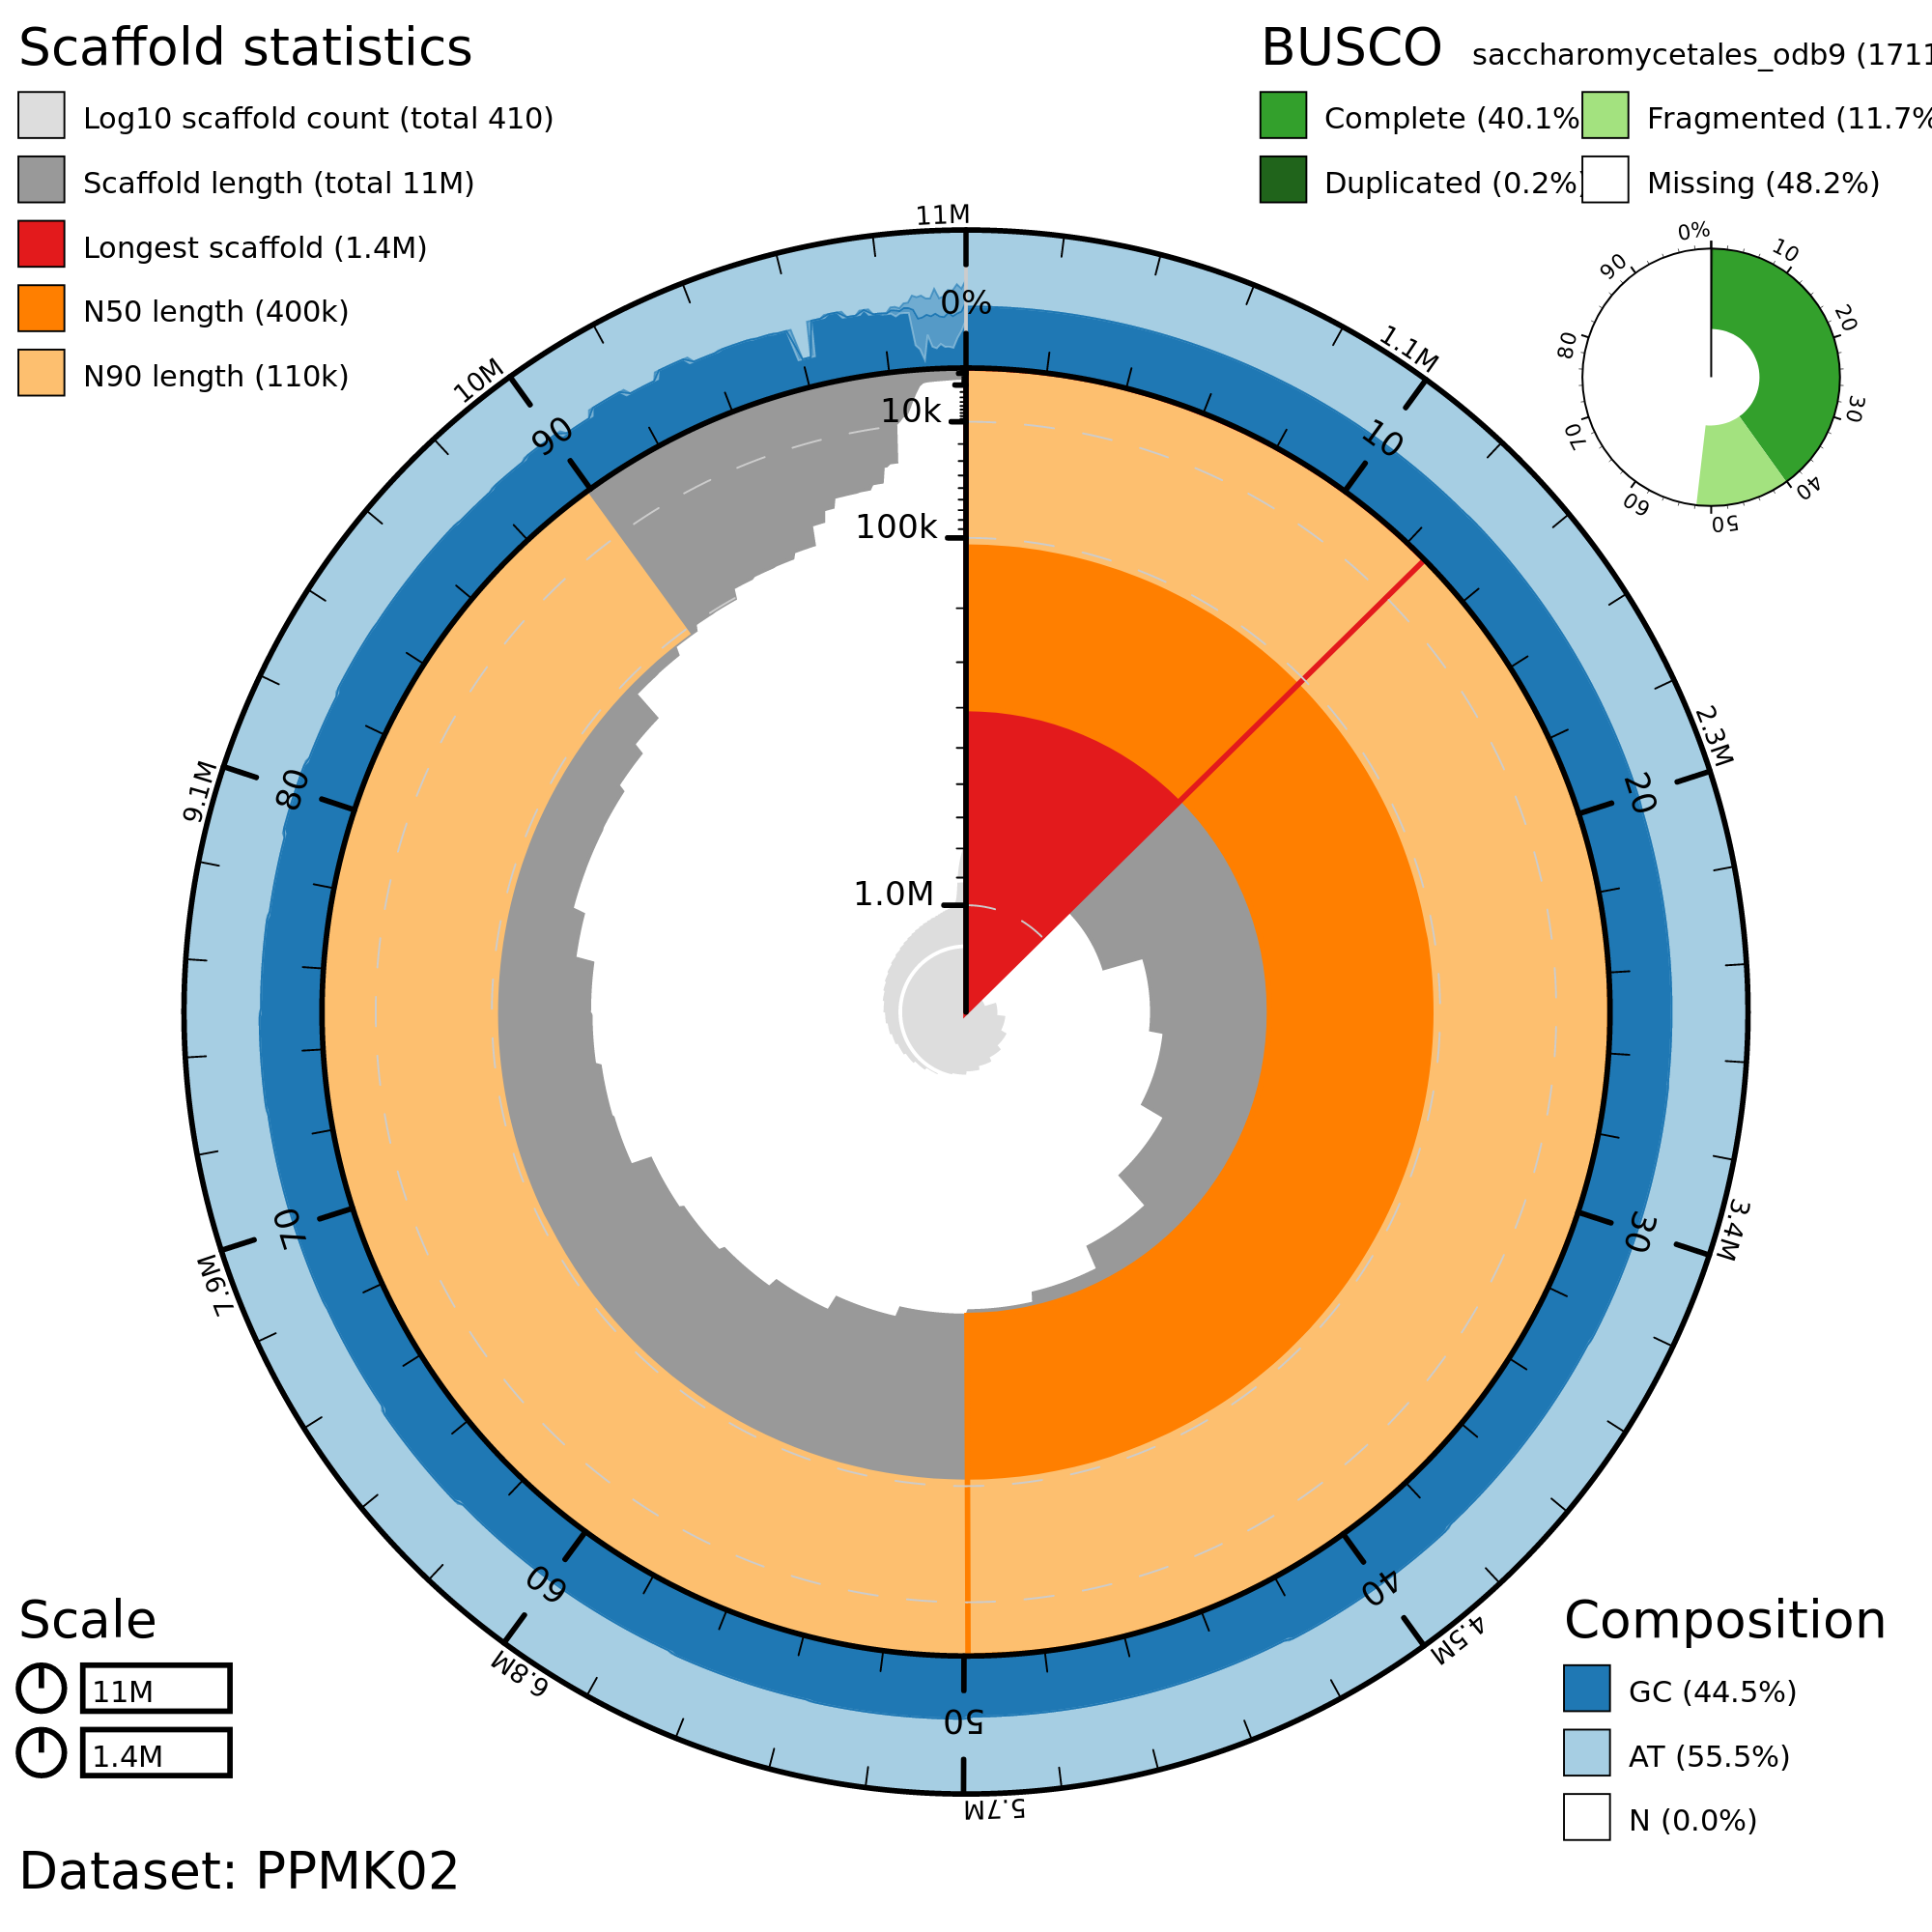 Scaffold statistics
Log10 scaffold count (total 410)
Scaffold length (total 11M)
Longest scaffold (1.4M)
N50 length (400k)
N90 length (110k)
BUSCO saccharomycetales_odb9 (1711
Complete (40.1%
Fragmented (11.7%
Duplicated (0.2%)
Missing (48.2%)
0%
10
20
30
40
50
60
70
80
90
11M
1.1M
2.3M
3.4M
4.5M
5.7M
6.8M
7.9M
9.1M
10M
0%
10
20
30
40
50
60
70
80
90
10k
100k
1.0M
Scale
11M
1.4M
Composition
GC (44.5%)
AT (55.5%)
N (0.0%)
Dataset: PPMK02